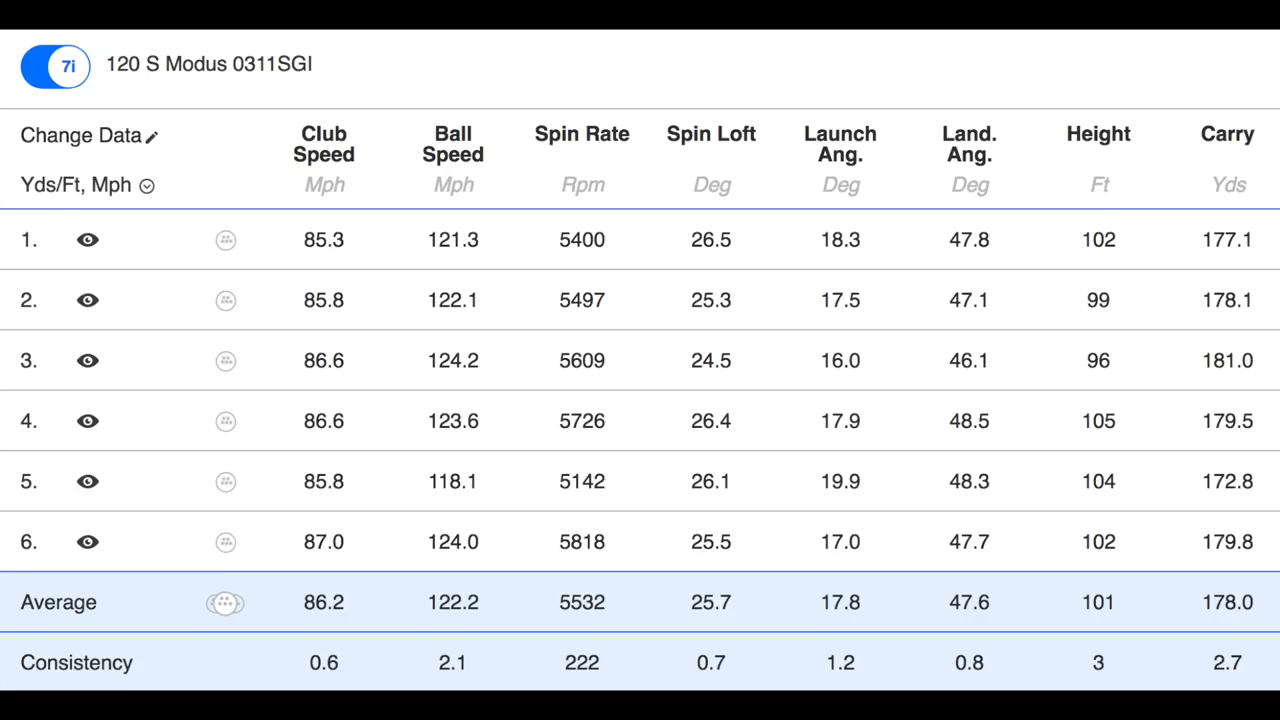 7i 120 S Modus 0311SGI
Change Data Club Speed Ball Speed Spin Rate Spin Loft Launch Ang. Land. Ang. Height Carry
Yds/Ft, Mph Mph Mph Rpm Deg Deg Deg Ft Yds
1. 85.3 121.3 5400 26.5 18.3 47.8 102 177.1
2. 85.8 122.1 5497 25.3 17.5 47.1 99 178.1
3. 86.6 124.2 5609 24.5 16.0 46.1 96 181.0
4. 86.6 123.6 5726 26.4 17.9 48.5 105 179.5
5. 85.8 118.1 5142 26.1 19.9 48.3 104 172.8
6. 87.0 124.0 5818 25.5 17.0 47.7 102 179.8
Average 86.2 122.2 5532 25.7 17.8 47.6 101 178.0
Consistency 0.6 2.1 222 0.7 1.2 0.8 3 2.7